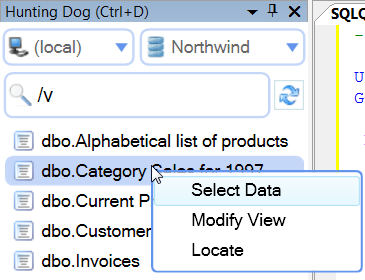 Hunting Dog (Ctrl+D)
SQLQ
(local)
Northwind
/v
U
G
dbo.Alphabetical list of products
dbo.Category Sales for 1997
dbo.Current P
dbo.Customer
dbo.Invoices
Select Data
Modify View
Locate